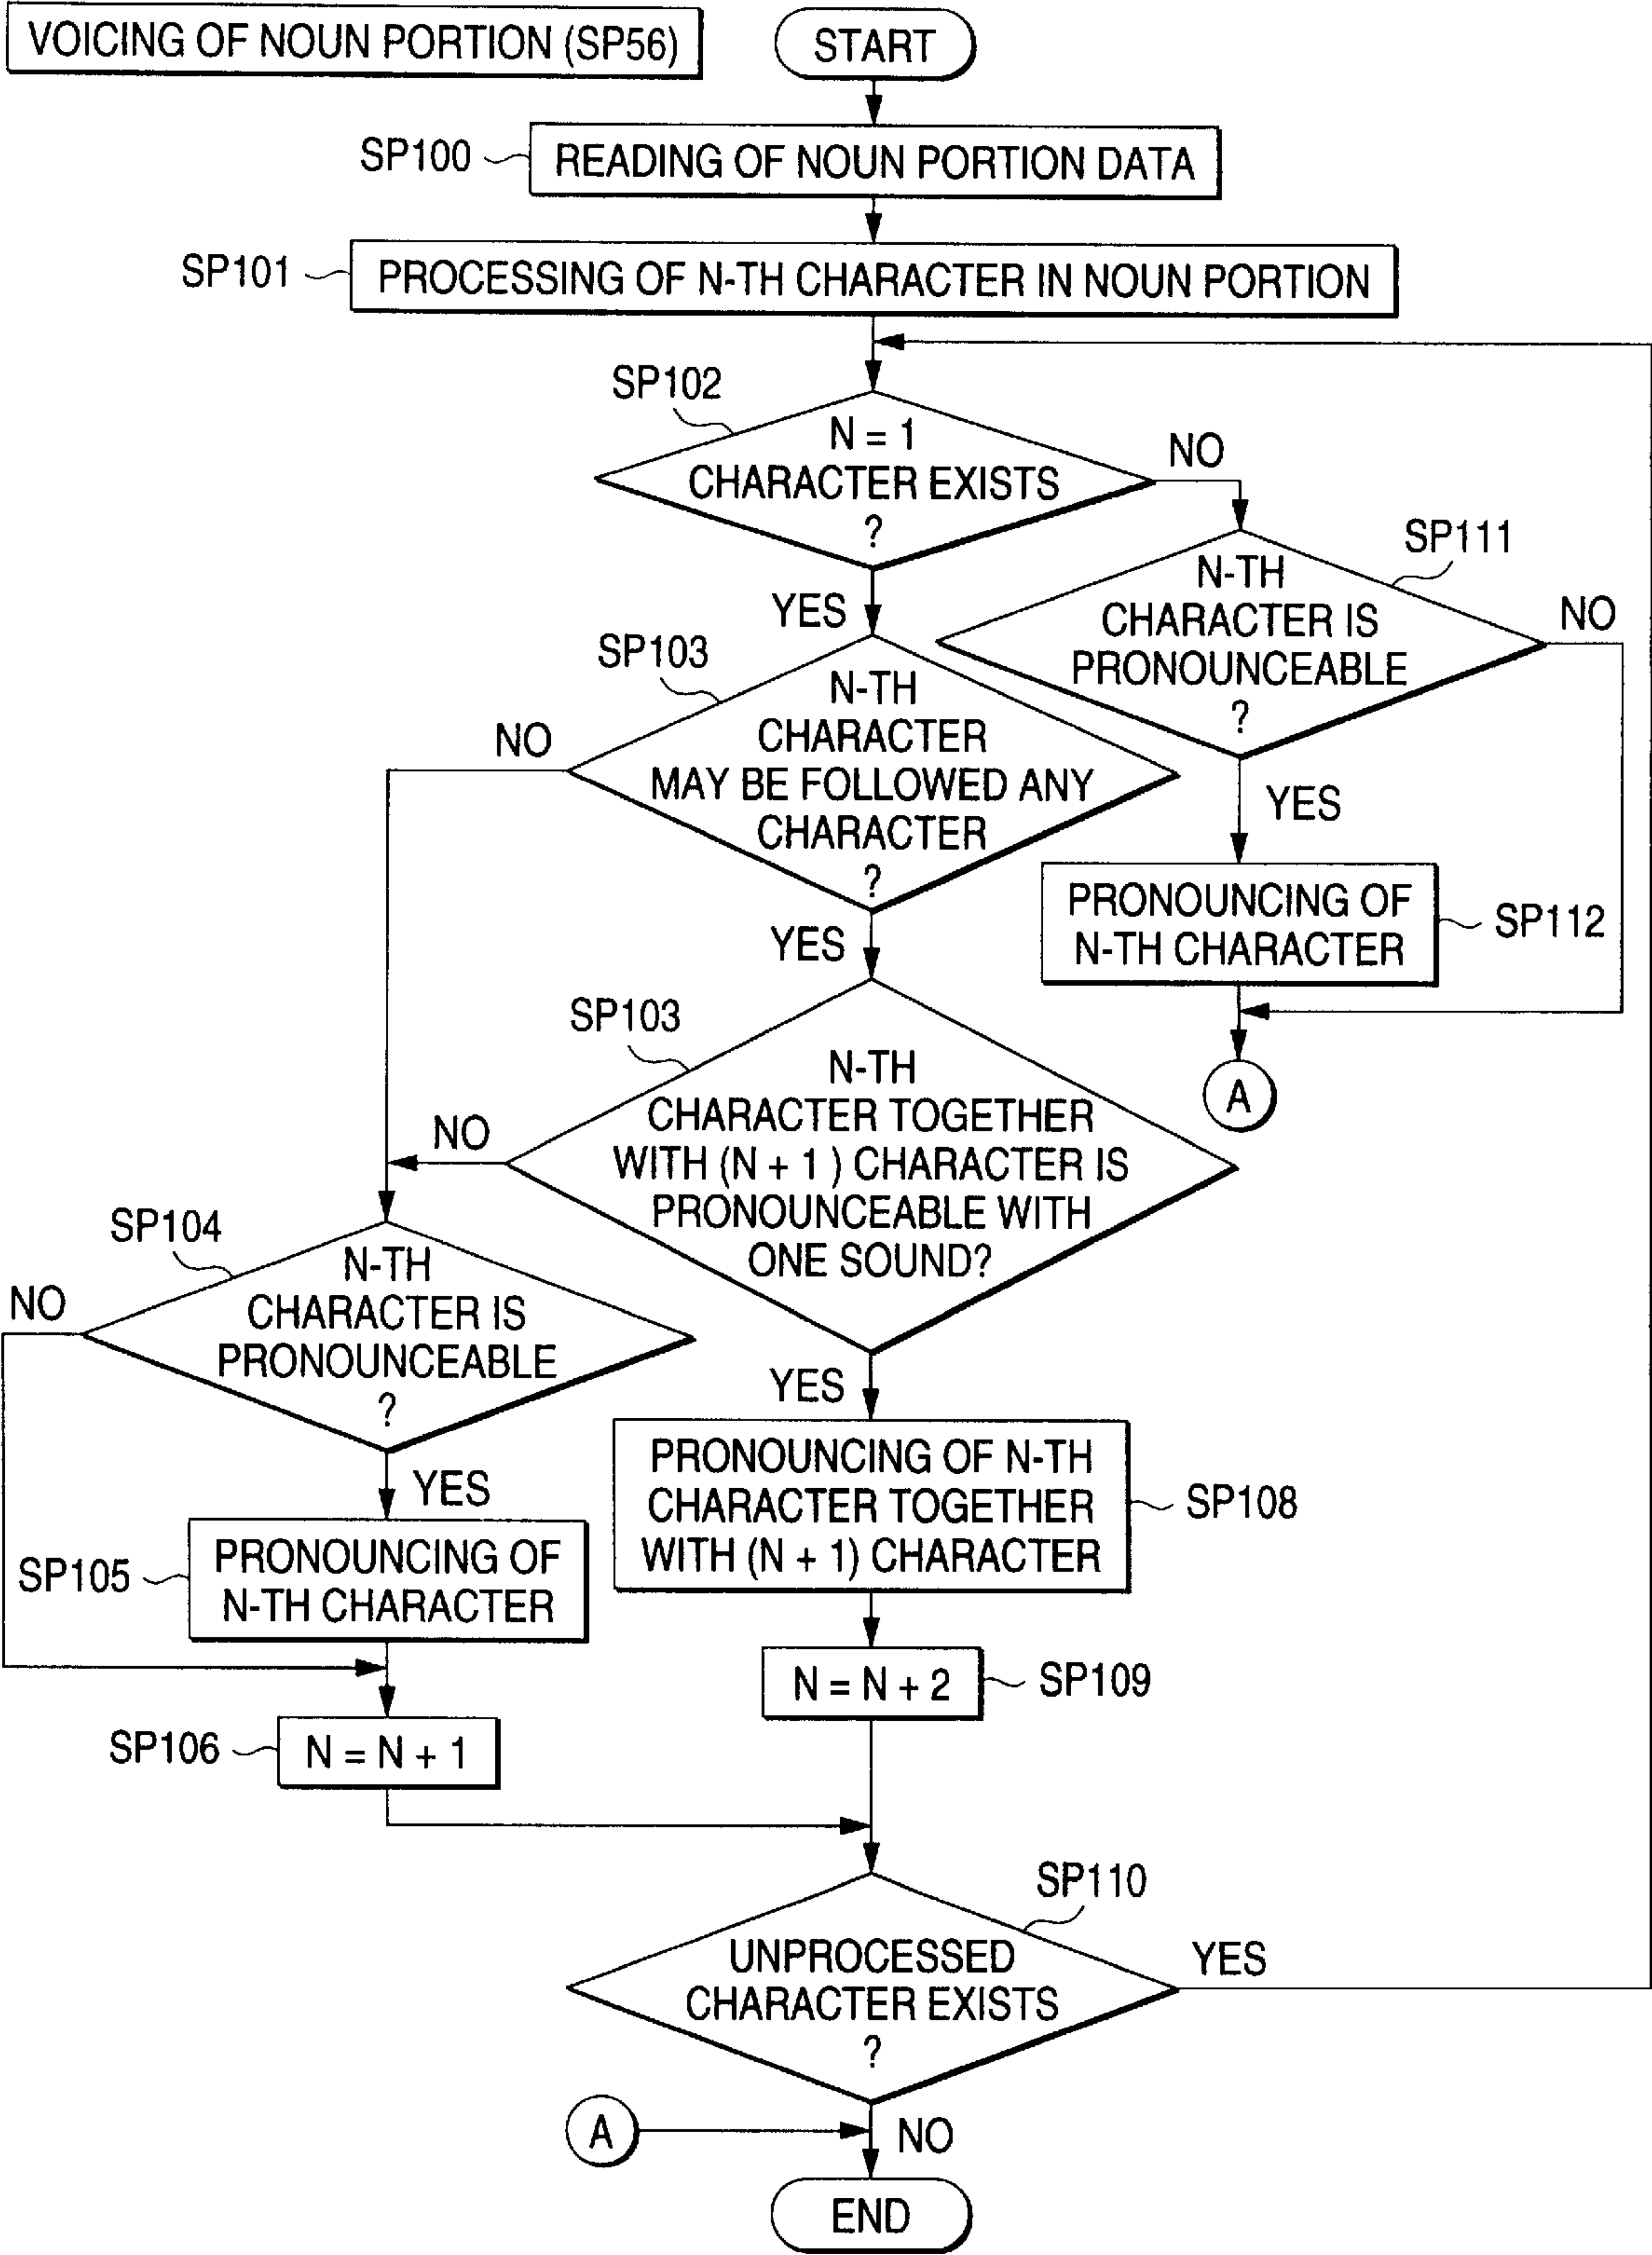 VOICING OF NOUN PORTION (SP56)
START
SP100
READING OF NOUN PORTION DATA
SP101
PROCESSING OF N-TH CHARACTER IN NOUN PORTION
SP102
N = 1
CHARACTER EXISTS
?
NO
YES
SP111
N-TH
CHARACTER IS
PRONOUNCEABLE
?
NO
YES
SP103
N-TH
CHARACTER
MAY BE FOLLOWED ANY
CHARACTER
?
NO
YES
PRONOUNCING OF
N-TH CHARACTER
SP112
A
SP103
N-TH
CHARACTER TOGETHER
WITH (N + 1 ) CHARACTER IS
PRONOUNCEABLE WITH
ONE SOUND?
NO
YES
SP104
N-TH
CHARACTER IS
PRONOUNCEABLE
?
NO
YES
SP105
PRONOUNCING OF
N-TH CHARACTER
PRONOUNCING OF N-TH
CHARACTER TOGETHER
WITH (N + 1) CHARACTER
SP108
N = N + 2
SP109
SP106
N = N + 1
SP110
UNPROCESSED
CHARACTER EXISTS
?
YES
A
NO
END